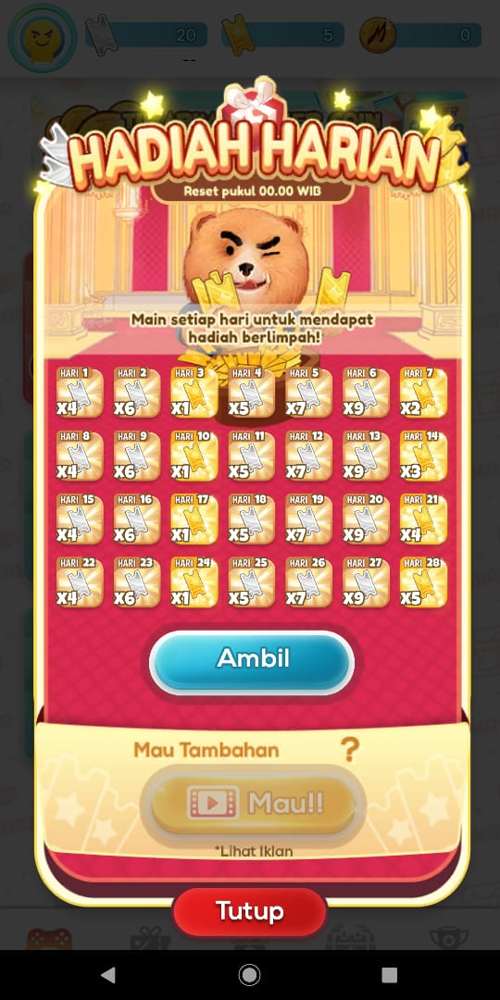 20
5
0
--
HADIAH HARIAN
Reset pukul 00.00 WIB
Main setiap hari untuk mendapat
hadiah berlimpah!
HARI 1 HARI 2 HARI 3 HARI 4 HARI 5 HARI 6 HARI 7
X4 X6 X1 X5 X7 X9 X2
HARI 8 HARI 9 HARI 10 HARI 11 HARI 12 HARI 13 HARI 14
X4 X6 X1 X5 X7 X9 X3
HARI 15 HARI 16 HARI 17 HARI 18 HARI 19 HARI 20 HARI 21
X4 X6 X1 X5 X7 X9 X4
HARI 22 HARI 23 HARI 24 HARI 25 HARI 26 HARI 27 HARI 28
X4 X6 X1 X5 X7 X9 X5
Ambil
Mau Tambahan ?
Mau!!
*Lihat Iklan
Tutup